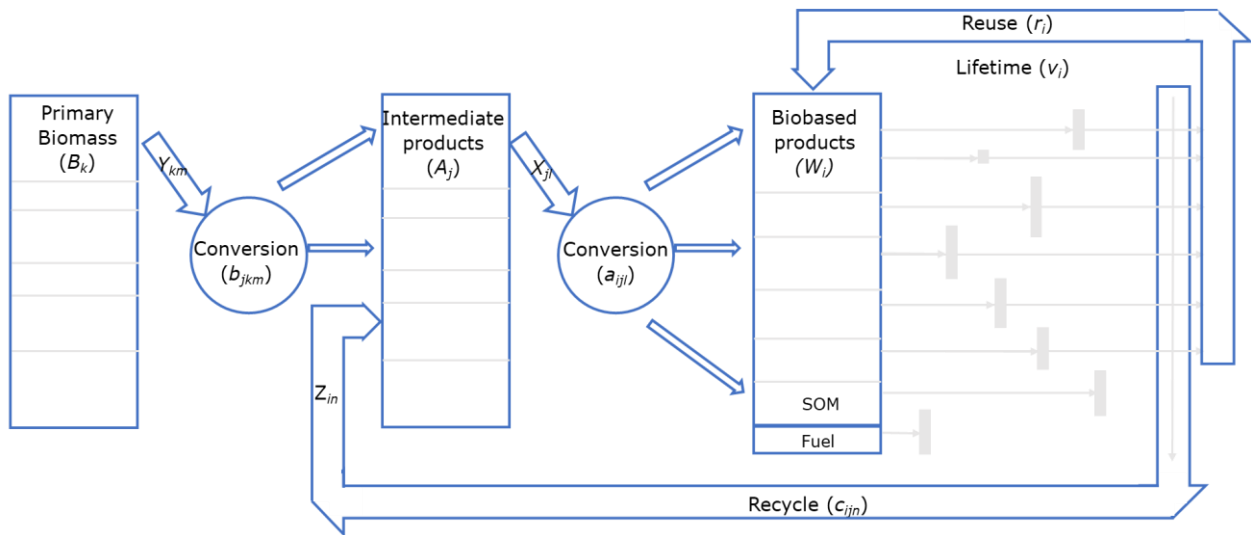 Reuse (rᵢ)
Lifetime (vᵢ)
Primary
Biomass
(Bₖ)
Yₖₘ
Conversion
(bⱼₖₘ)
Intermediate
products
(Aⱼ)
Xⱼₗ
Conversion
(aᵢⱼₗ)
Biobased
products
(Wᵢ)
SOM
Fuel
Zᵢₙ
Recycle (cᵢⱼₙ)